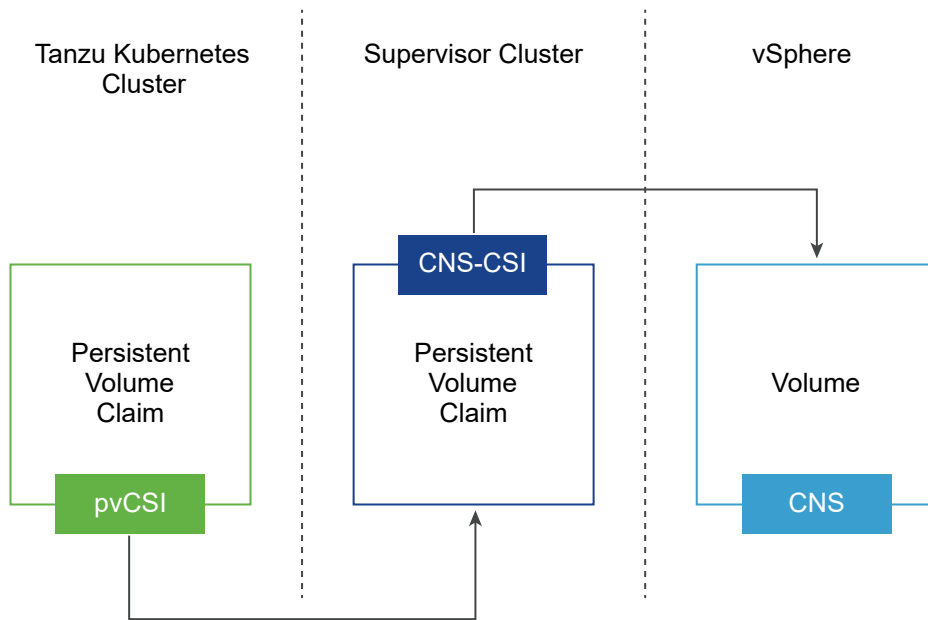 Tanzu Kubernetes
Cluster
Supervisor Cluster
vSphere
Persistent
Volume
Claim
pvCSI
CNS-CSI
Persistent
Volume
Claim
Volume
CNS